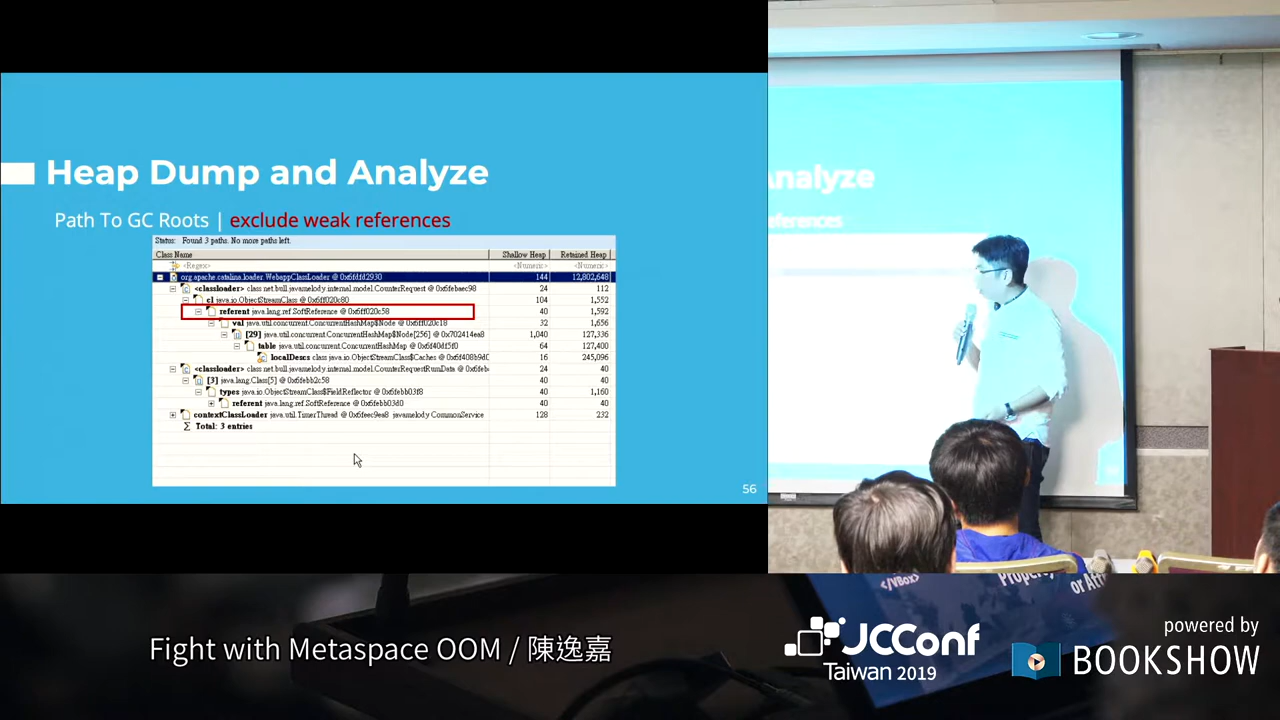 Heap Dump and Analyze
Path To GC Roots | exclude weak references
Status: Found 3 paths. No more paths left.
Class Name Shallow Heap Retained Heap
<Regex> <Numeric> <Numeric>
org.apache.catalina.loader.WebappClassLoader @ 0x6fdfd2930 144 12,802,648
<classloader> class net.bull.javamelody.internal.model.CounterRequest @ 0x6febaec98 24 112
cl java.io.ObjectStreamClass @ 0x6ff020c80 104 1,552
referent java.lang.ref.SoftReference @ 0x6ff020c58 40 1,592
val java.util.concurrent.ConcurrentHashMap$Node @ 0x6ff020c18 32 1,656
[29] java.util.concurrent.ConcurrentHashMap$Node[256] @ 0x702414ea8 1,040 127,336
table java.util.concurrent.ConcurrentHashMap @ 0x6f40df5f0 64 127,400
localDescs class java.io.ObjectStreamClass$Caches @ 16 245,096
<classloader> class net.bull.javamelody.internal.model.CounterRequestRumData @ 24 40
[3] java.lang.Class[5] @ 0x6febb2c58 40 40
types java.io.ObjectStreamClass$FieldReflector @ 0x6febb03f8 40 1,160
referent java.lang.ref.SoftReference @ 0x6febb03d0 40 40
contextClassLoader java.util.TimerThread @ 0x6feec9ea8 javamelody CommonService 128 232
Σ Total: 3 entries
56
nalyze
eferences
</VBox>
or
Fight with Metaspace OOM / 陳逸嘉
JCConf
Taiwan 2019
powered by
BOOKSHOW